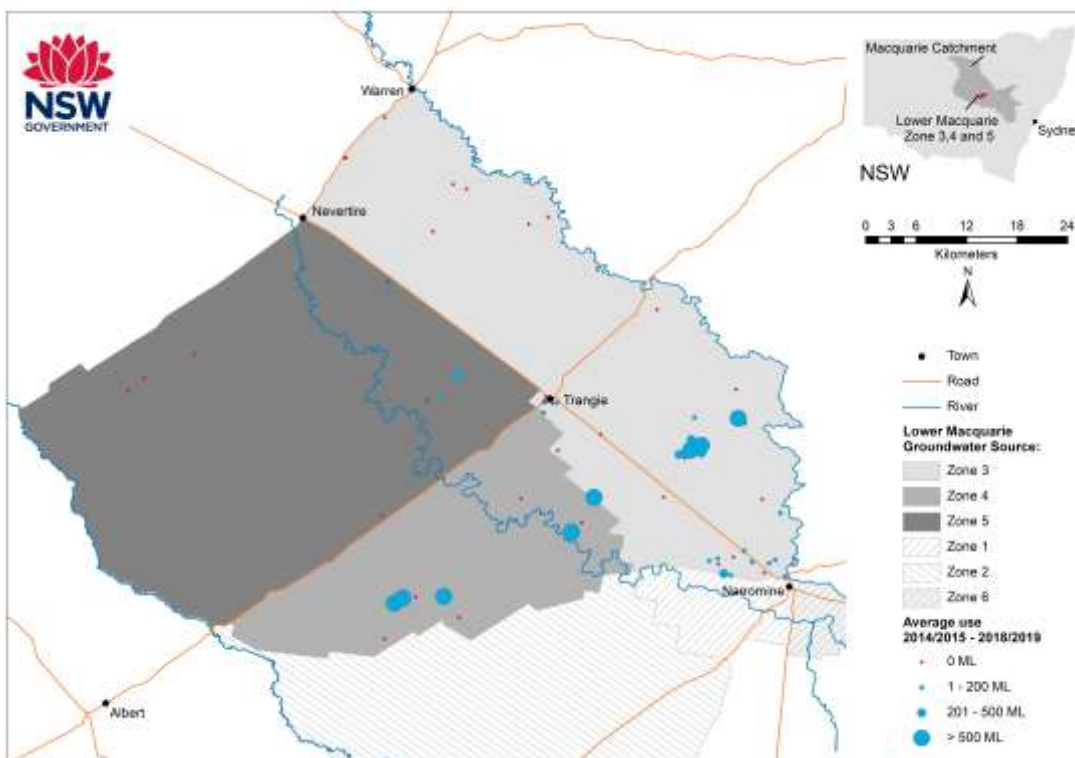 NSW
GOVERNMENT
Warren
Nevertire
Trangie
Narromine
Albert
Macquarie Catchment
Lower Macquarie
Zone 3,4 and 5
Sydne
NSW
0 3 6 12 18 24
Kilometers
N
Town
Road
River
Lower Macquarie
Groundwater Source:
Zone 3
Zone 4
Zone 5
Zone 1
Zone 2
Zone 6
Average use
2014/2015 - 2018/2019
0 ML
1 - 200 ML
201 - 500 ML
> 500 ML